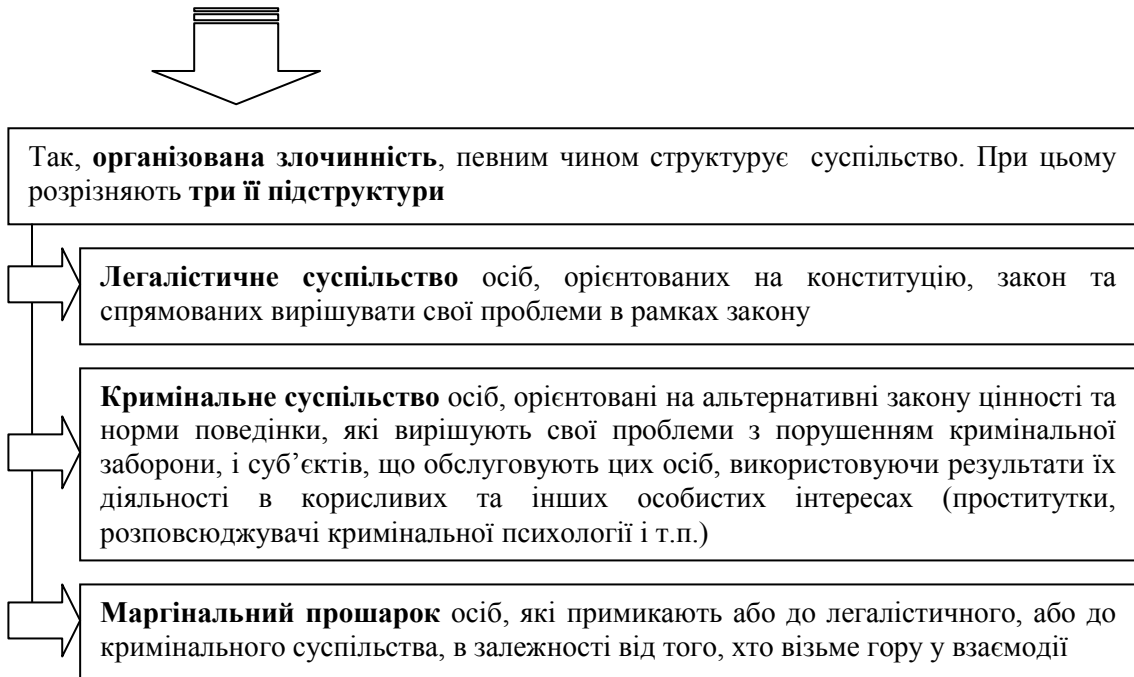 Так, організована злочинність, певним чином структурує суспільство. При цьому
розрізняють три її підструктури
Легалістичне суспільство осіб, орієнтованих на конституцію, закон та
спрямованих вирішувати свої проблеми в рамках закону
Кримінальне суспільство осіб, орієнтовані на альтернативні закону цінності та
норми поведінки, які вирішують свої проблеми з порушенням кримінальної
заборони, і суб’єктів, що обслуговують цих осіб, використовуючи результати їх
діяльності в корисливих та інших особистих інтересах (проститутки,
розповсюджувачі кримінальної психології і т.п.)
Маргінальний прошарок осіб, які примикають або до легалістичного, або до
кримінального суспільства, в залежності від того, хто візьме гору у взаємодії